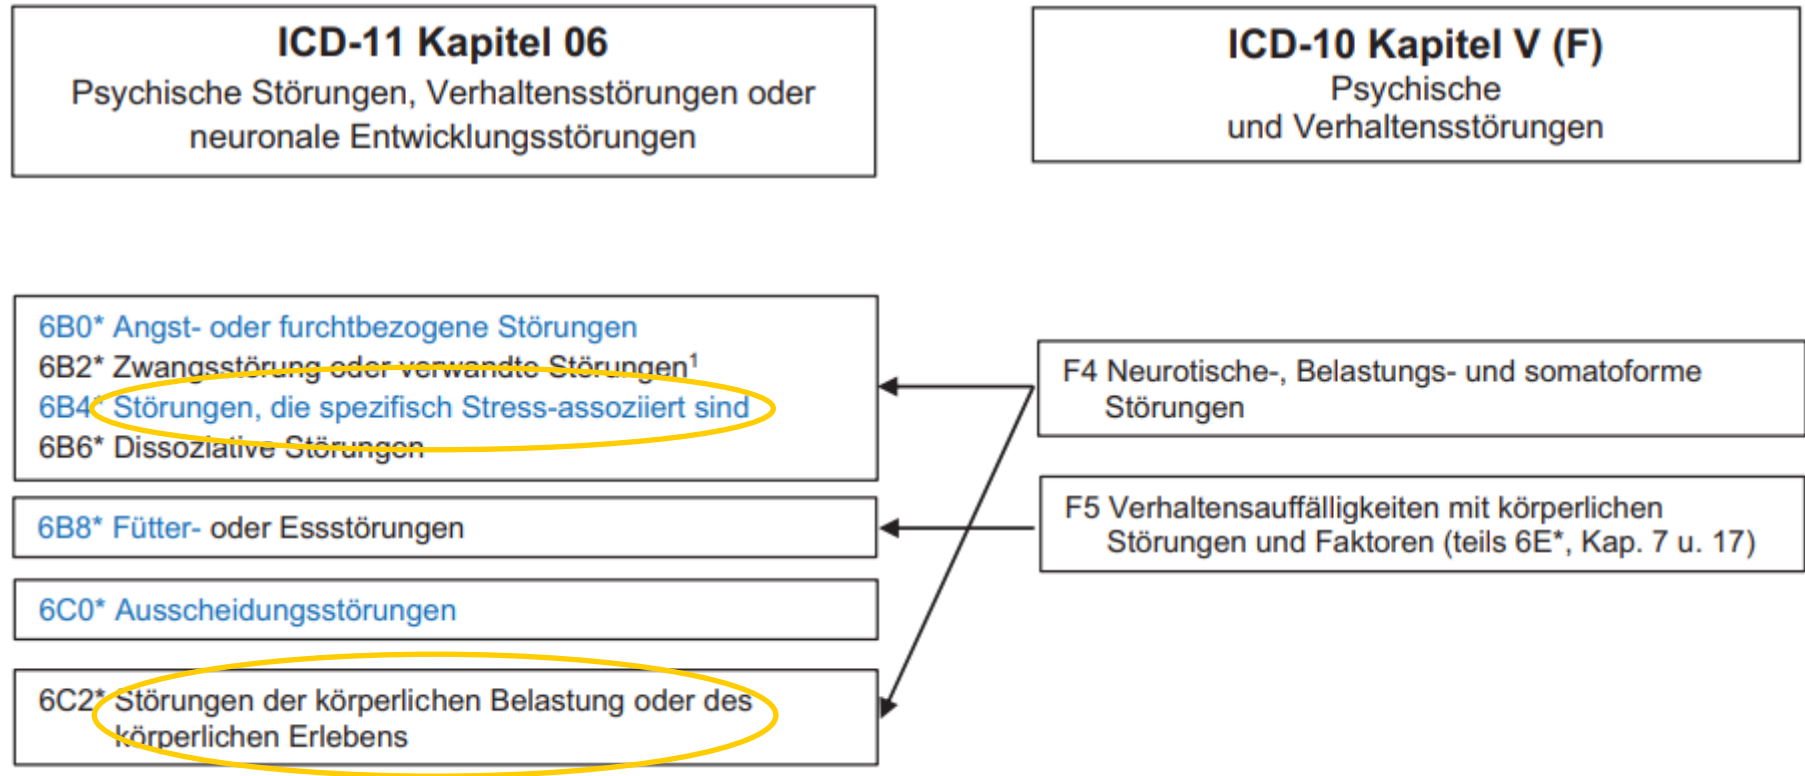 ICD-11 Kapitel 06
Psychische Störungen, Verhaltensstörungen oder
neuronale Entwicklungsstörungen
ICD-10 Kapitel V (F)
Psychische
und Verhaltensstörungen
6B0* Angst- oder furchtbezogene Störungen
6B2* Zwangsstörung oder verwandte Störungen¹
6B4* Störungen, die spezifisch Stress-assoziiert sind
6B6* Dissoziative Störungen
6B8* Fütter- oder Essstörungen
6C0* Ausscheidungsstörungen
6C2* Störungen der körperlichen Belastung oder des
körperlichen Erlebens
F4 Neurotische-, Belastungs- und somatoforme
Störungen
F5 Verhaltensauffälligkeiten mit körperlichen
Störungen und Faktoren (teils 6E*, Kap. 7 u. 17)